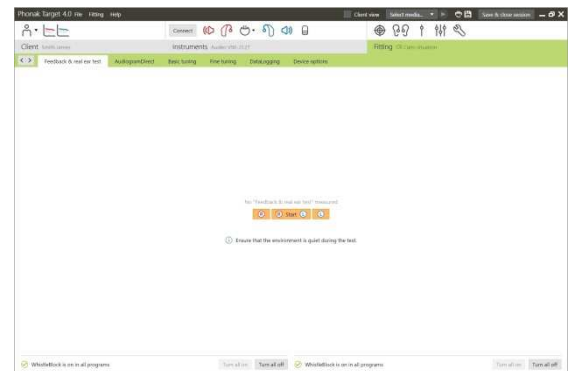 Phonak Target 4.0 File Fitting Help
Client view Select media... Save & close session
Connect
Client
Instruments
Fitting
Feedback & real ear test AudiogramDirect Basic tuning Fine tuning DataLogging Device options
No "Feedback & real ear test" measured
R R Start L L
Ensure that the environment is quiet during the test
WhistleBlock is on in all programs Turn all on Turn all off WhistleBlock is on in all programs Turn all on Turn all off